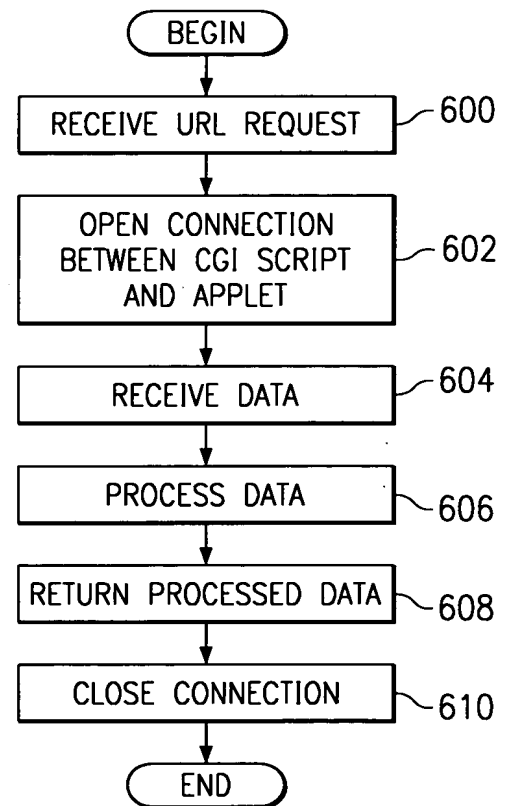 BEGIN
RECEIVE URL REQUEST
600
OPEN CONNECTION
BETWEEN CGI SCRIPT
AND APPLET
602
RECEIVE DATA
604
PROCESS DATA
606
RETURN PROCESSED DATA
608
CLOSE CONNECTION
610
END